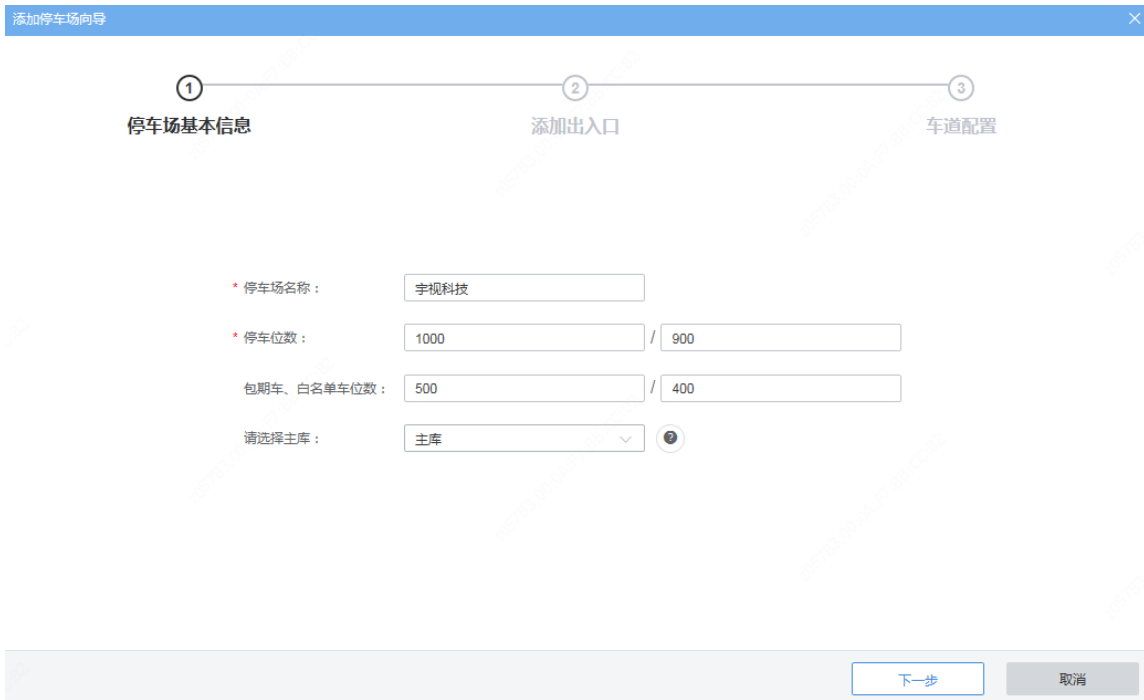 添加停车场向导
1 2 3
停车场基本信息 添加出入口 车道配置
* 停车场名称： 宇视科技
* 停车位数： 1000 / 900
包期车、白名单车位数： 500 / 400
请选择主库： 主库 ?
下一步 取消